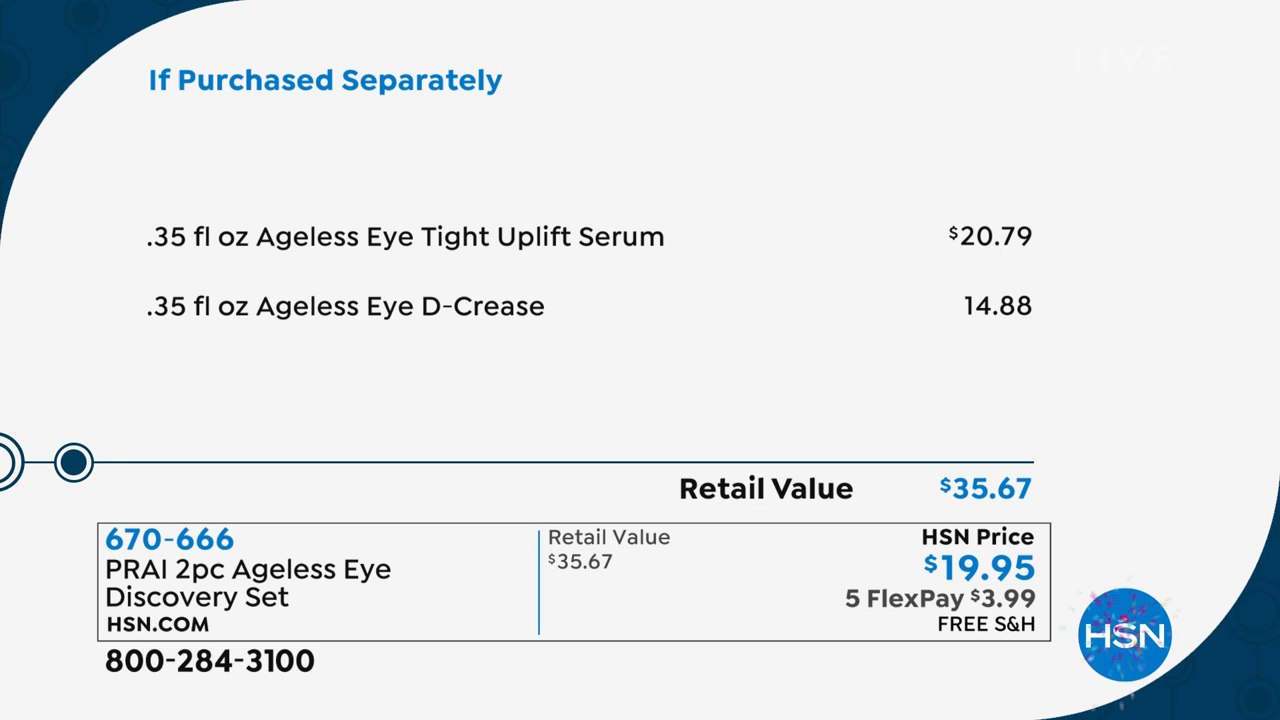 LIVE
If Purchased Separately
.35 fl oz Ageless Eye Tight Uplift Serum $20.79
.35 fl oz Ageless Eye D-Crease 14.88
Retail Value $35.67
670-666
PRAI 2pc Ageless Eye
Discovery Set
HSN.COM
Retail Value
$35.67
HSN Price
$19.95
5 FlexPay $3.99
FREE S&H
800-284-3100
HSN